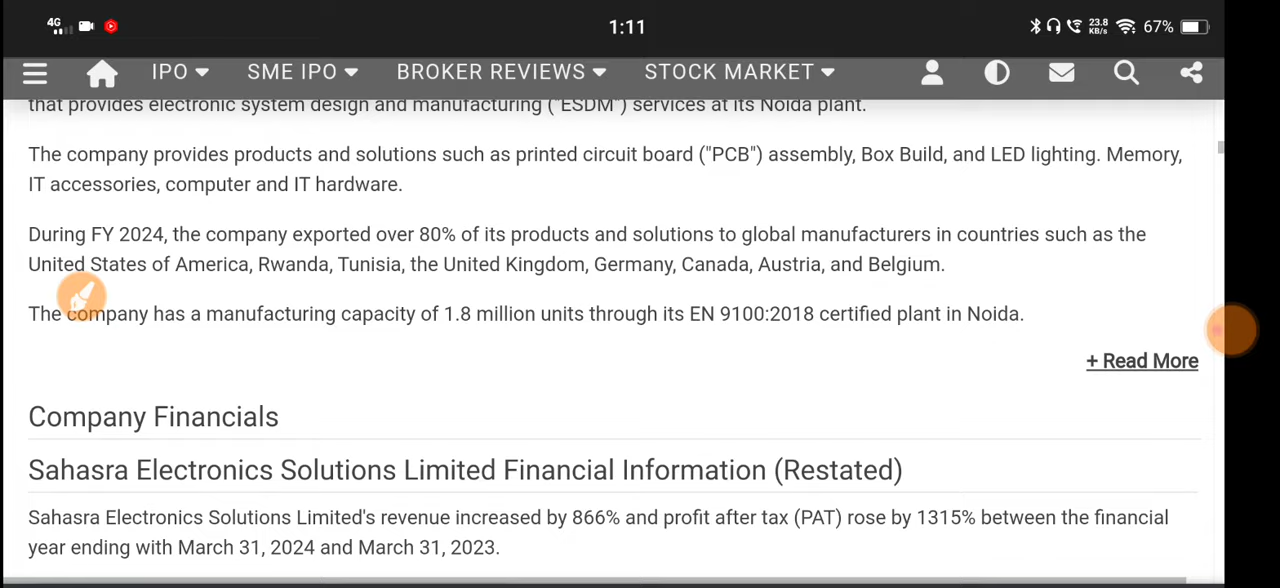 4G 1:11 23.8 KB/s 67%
IPO SME IPO BROKER REVIEWS STOCK MARKET
that provides electronic system design and manufacturing ("ESDM") services at its Noida plant.
The company provides products and solutions such as printed circuit board ("PCB") assembly, Box Build, and LED lighting. Memory,
IT accessories, computer and IT hardware.
During FY 2024, the company exported over 80% of its products and solutions to global manufacturers in countries such as the
United States of America, Rwanda, Tunisia, the United Kingdom, Germany, Canada, Austria, and Belgium.
The company has a manufacturing capacity of 1.8 million units through its EN 9100:2018 certified plant in Noida.
+ Read More
Company Financials
Sahasra Electronics Solutions Limited Financial Information (Restated)
Sahasra Electronics Solutions Limited's revenue increased by 866% and profit after tax (PAT) rose by 1315% between the financial
year ending with March 31, 2024 and March 31, 2023.